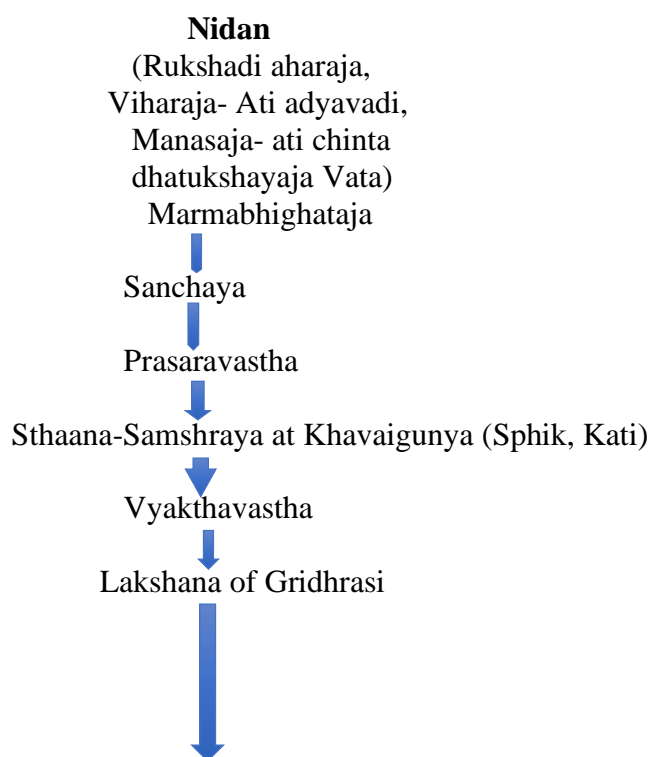 Nidan
(Rukshadi aharaja,
Viharaja- Ati adyavadi,
Manasaja- ati chinta
dhatukshayaja Vata)
Marmabhighataja
Sanchaya
Prasaravastha
Sthaana-Samshraya at Khavaigunya (Sphik, Kati)
Vyakthavastha
Lakshana of Gridhrasi